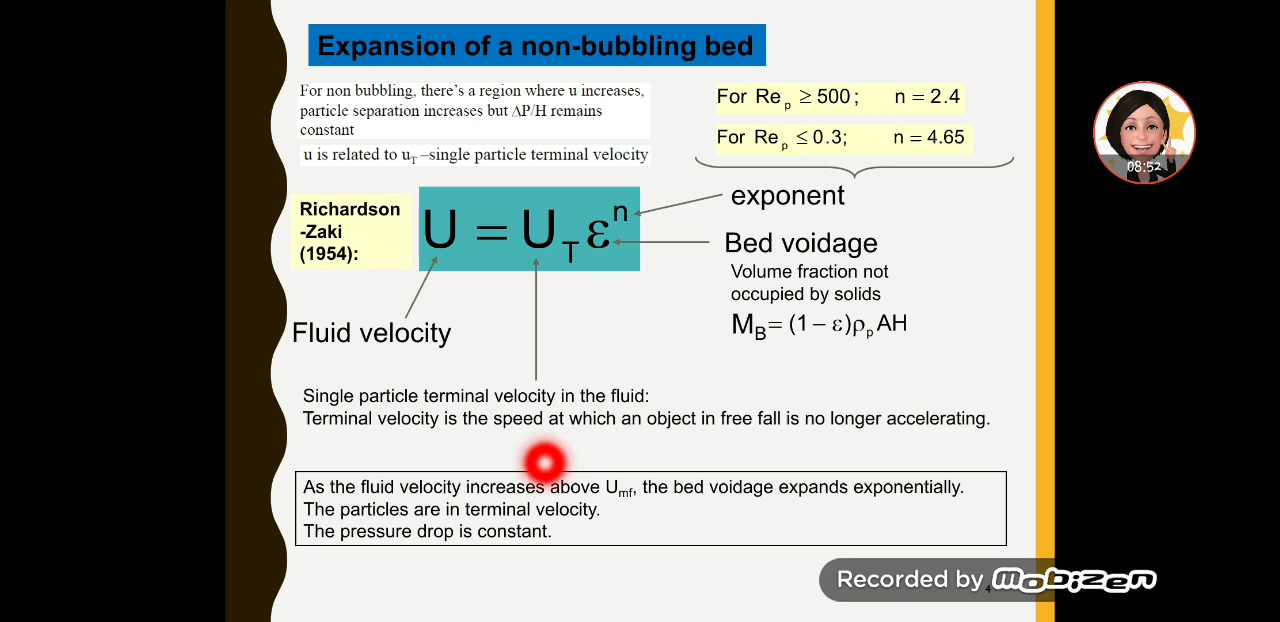 Expansion of a non-bubbling bed
For non bubbling, there's a region where u increases,
particle separation increases but ΔP/H remains
constant
u is related to uT –single particle terminal velocity
For Re p ≥ 500; n = 2.4
For Re p ≤ 0.3; n = 4.65
08:52
Richardson
-Zaki
(1954):
U = U T ε n
exponent
Bed voidage
Volume fraction not
occupied by solids
MB = (1 – ε)ρp AH
Fluid velocity
Single particle terminal velocity in the fluid:
Terminal velocity is the speed at which an object in free fall is no longer accelerating.
As the fluid velocity increases above Umf, the bed voidage expands exponentially.
The particles are in terminal velocity.
The pressure drop is constant.
Recorded by mobizen
4